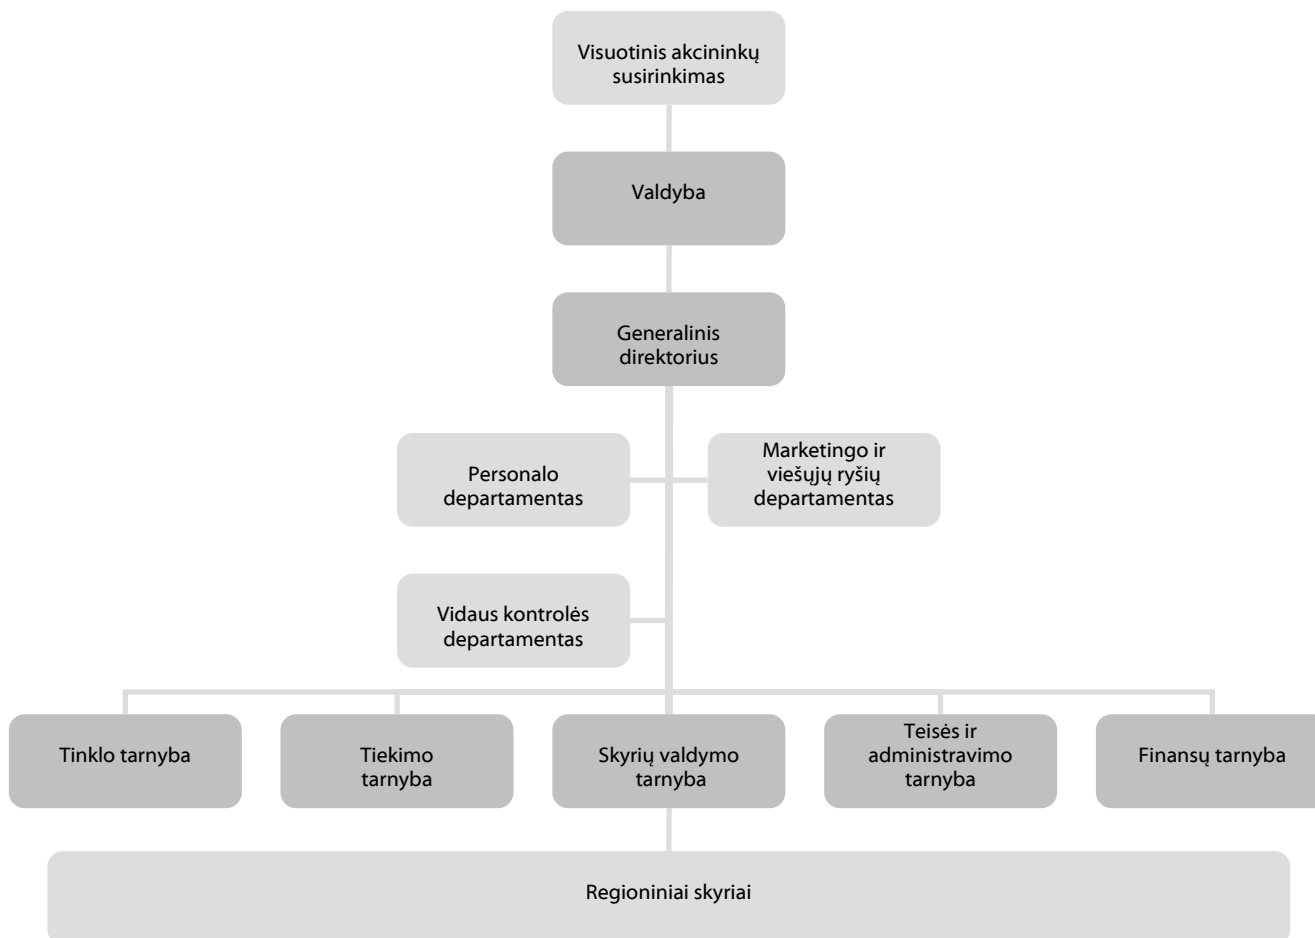 Visuotinis akcininkų
susirinkimas
Valdyba
Generalinis
direktorius
Personalo
departamentas
Marketingo ir
viešųjų ryšių
departamentas
Vidaus kontrolės
departamentas
Tinklo tarnyba
Tiekimo
tarnyba
Skyrių valdymo
tarnyba
Teisės ir
administravimo
tarnyba
Finansų tarnyba
Regioniniai skyriai